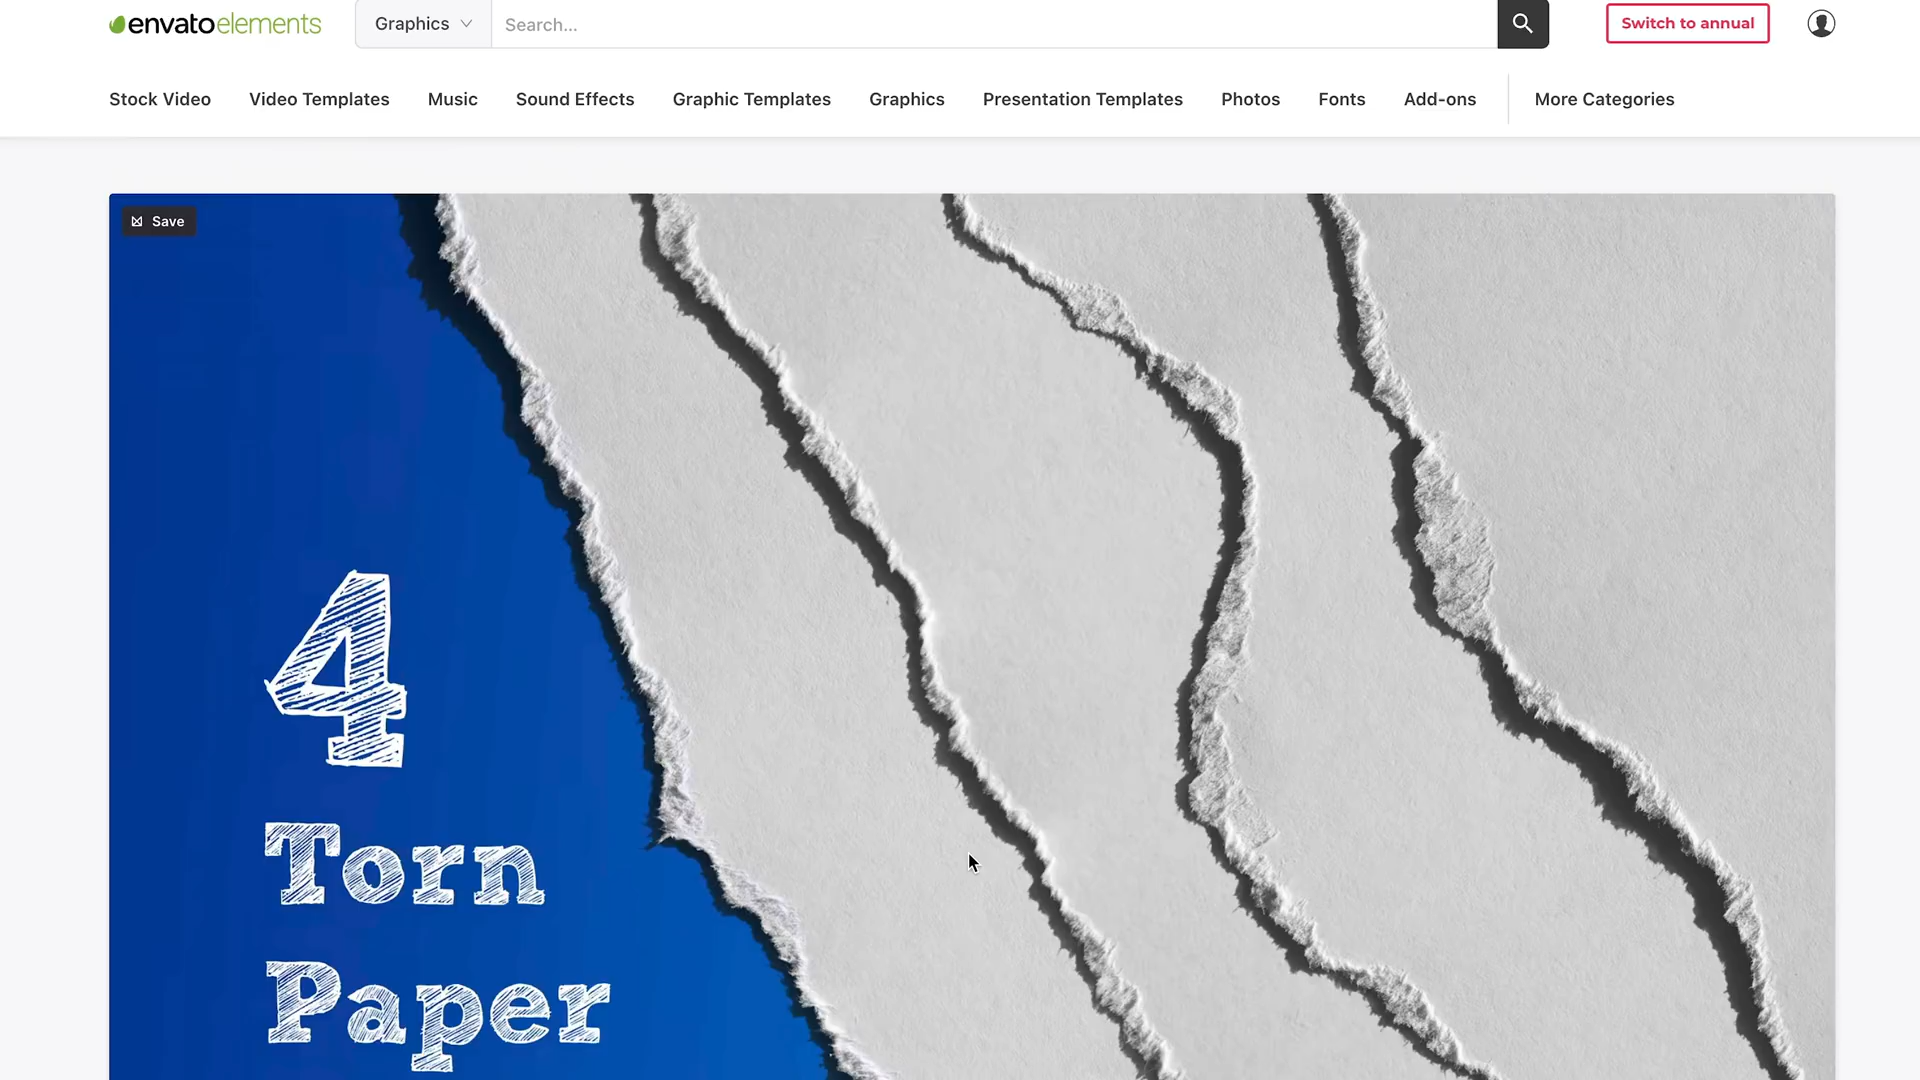 envatoelements
Graphics
Search...
Switch to annual
Stock Video
Video Templates
Music
Sound Effects
Graphic Templates
Graphics
Presentation Templates
Photos
Fonts
Add-ons
More Categories
Save
4
Torn
Paper